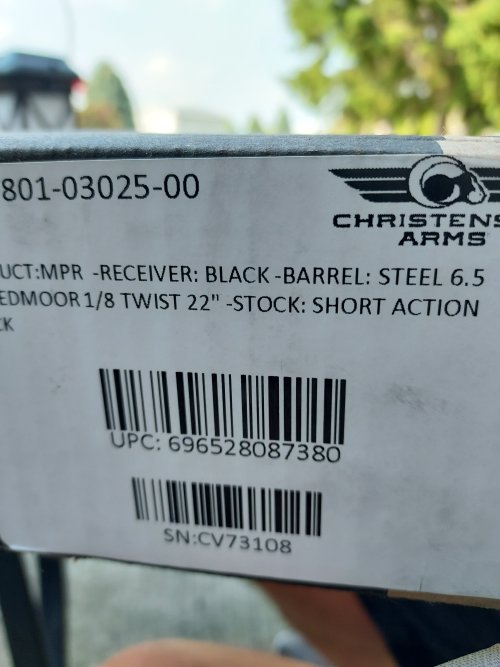 801-03025-00
CHRISTENS
ARMS
UCT:MPR -RECEIVER: BLACK -BARREL: STEEL 6.5
EDMOOR 1/8 TWIST 22" -STOCK: SHORT ACTION
CK
UPC: 696528087380
SN:CV73108